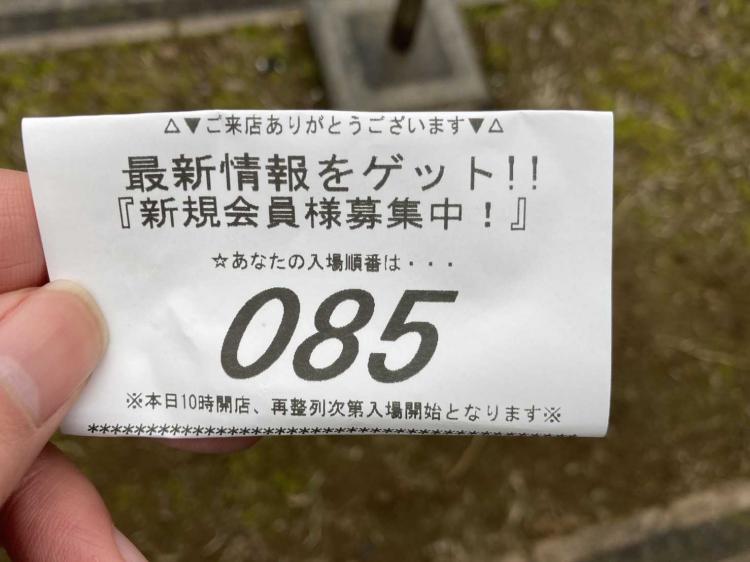 △▼ご来店ありがとうございます▼△
最新情報をゲット!!
『新規会員様募集中！』
☆あなたの入場順番は・・・
085
※本日10時開店、再整列次第入場開始となります※
******************************************